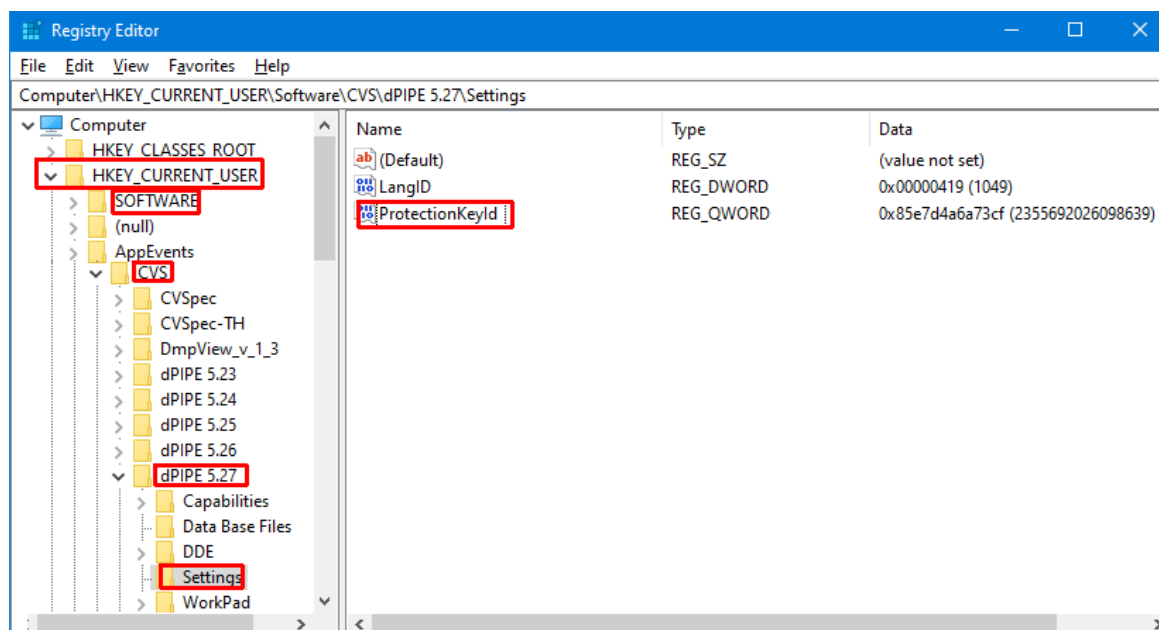 Registry Editor
File Edit View Favorites Help
Computer\HKEY_CURRENT_USER\Software\CVS\dPIPE 5.27\Settings
Computer
HKEY_CLASSES_ROOT
HKEY_CURRENT_USER
SOFTWARE
(null)
AppEvents
CVS
CVSpec
CVSpec-TH
DmpView_v_1_3
dPIPE 5.23
dPIPE 5.24
dPIPE 5.25
dPIPE 5.26
dPIPE 5.27
Capabilities
Data Base Files
DDE
Settings
WorkPad
Name Type Data
(Default) REG_SZ (value not set)
LangID REG_DWORD 0x00000419 (1049)
ProtectionKeyId REG_QWORD 0x85e7d4a6a73cf (2355692026098639)